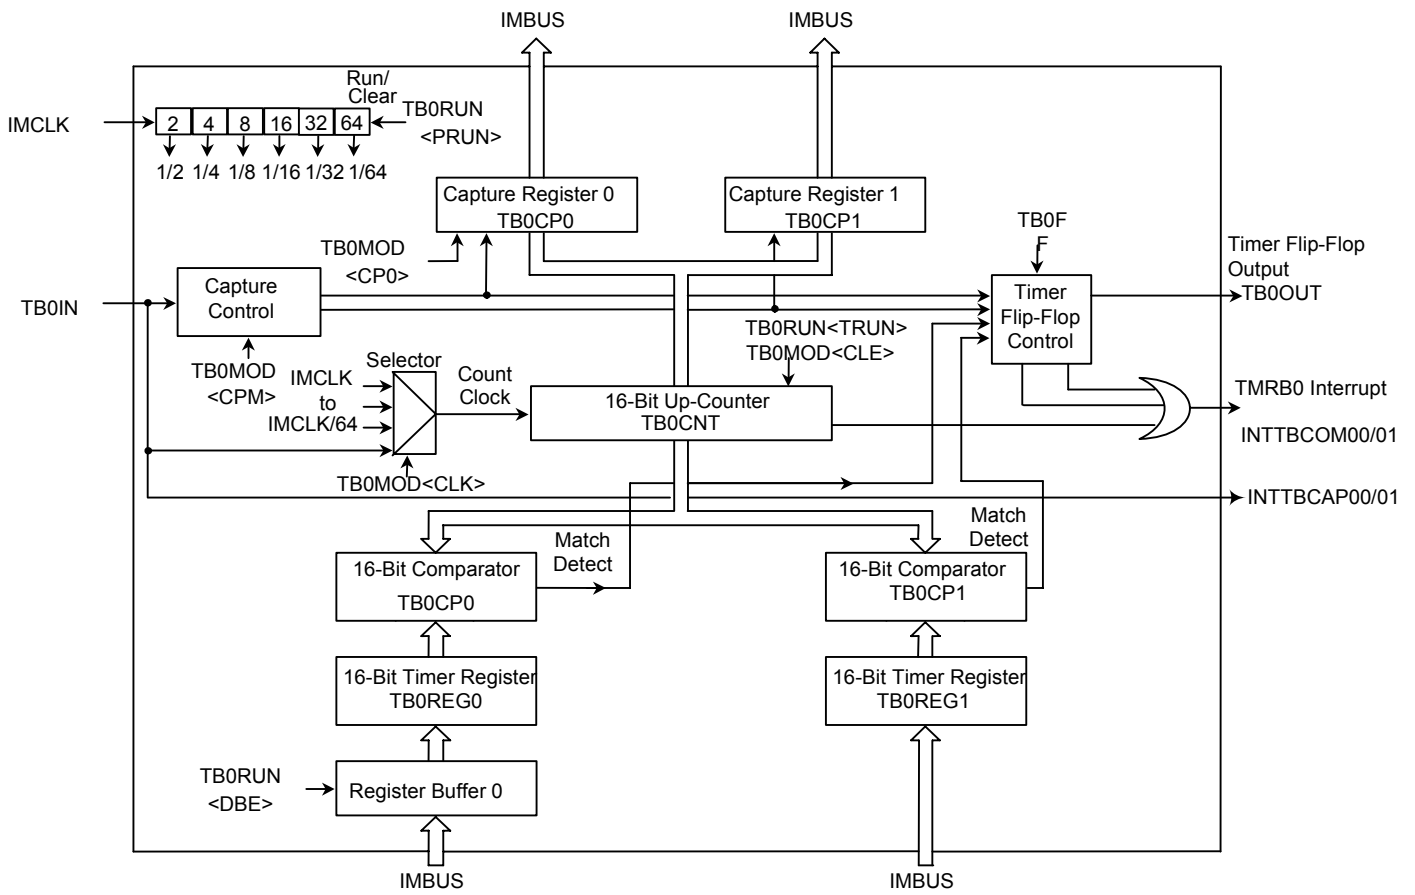 IMBUS
IMBUS
Run/
Clear
IMCLK
2 4 8 16 32 64
TB0RUN
<PRUN>
1/2 1/4 1/8 1/16 1/32 1/64
Capture Register 0
TB0CP0
Capture Register 1
TB0CP1
TB0MOD
<CP0>
TB0F
F
Timer Flip-Flop
Output
TB0OUT
TB0IN
Capture
Control
Timer
Flip-Flop
Control
TB0RUN<TRUN>
TB0MOD<CLE>
TB0MOD
<CPM>
Selector
IMCLK
to
IMCLK/64
Count
Clock
16-Bit Up-Counter
TB0CNT
TMRB0 Interrupt
INTTBCOM00/01
TB0MOD<CLK>
INTTBCAP00/01
Match
Detect
Match
Detect
16-Bit Comparator
TB0CP0
16-Bit Comparator
TB0CP1
16-Bit Timer Register
TB0REG0
16-Bit Timer Register
TB0REG1
TB0RUN
<DBE>
Register Buffer 0
IMBUS
IMBUS